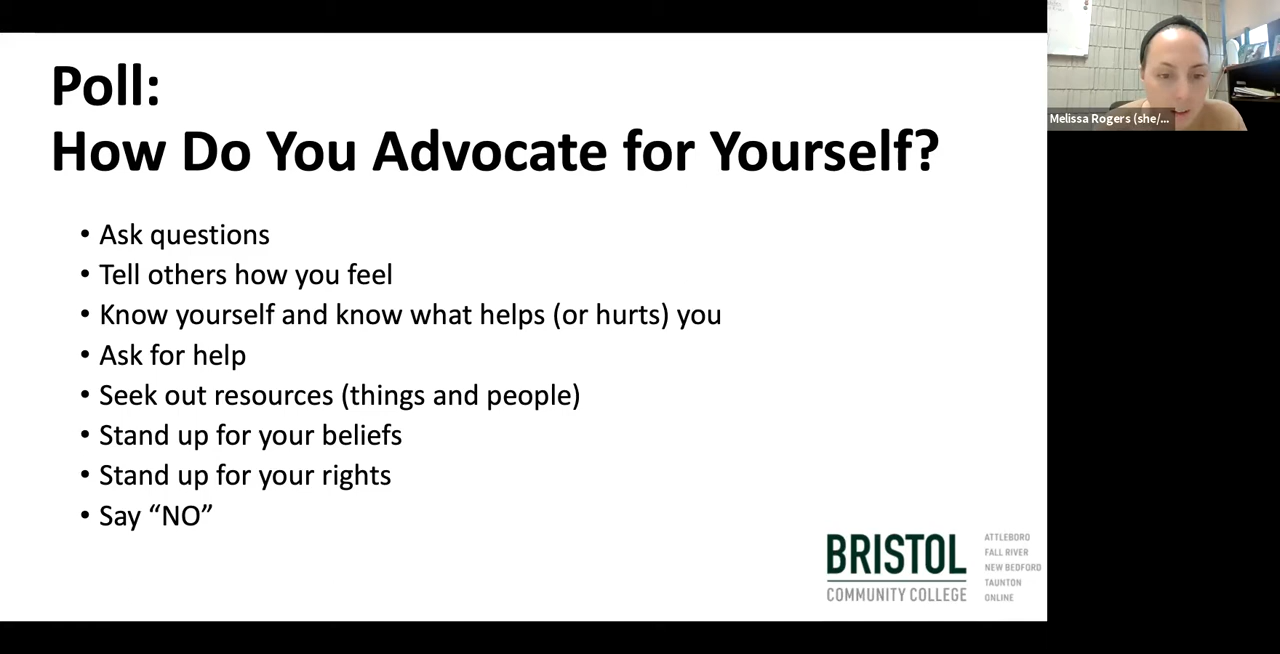 Poll:
How Do You Advocate for Yourself?
• Ask questions
• Tell others how you feel
• Know yourself and know what helps (or hurts) you
• Ask for help
• Seek out resources (things and people)
• Stand up for your beliefs
• Stand up for your rights
• Say “NO”
BRISTOL
COMMUNITY COLLEGE
ATTLEBORO
FALL RIVER
NEW BEDFORD
TAUNTON
ONLINE
Melissa Rogers (she/...